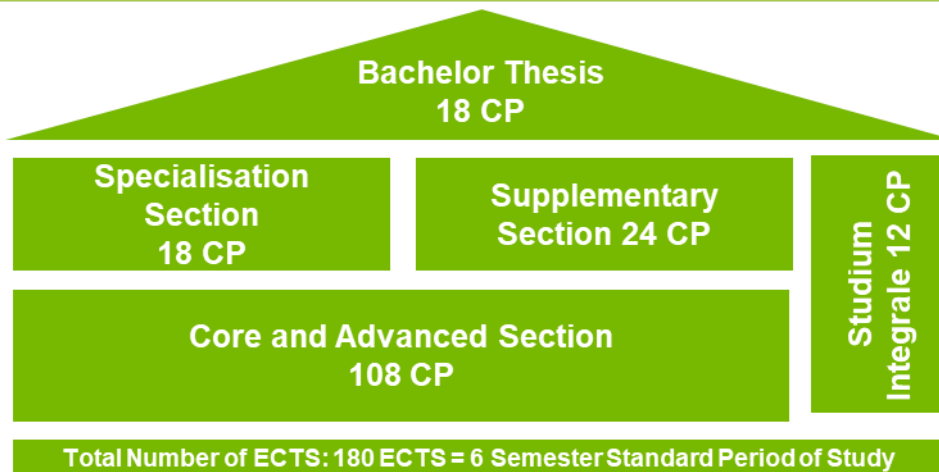 Bachelor Thesis
18 CP
Specialisation
Section
18 CP
Supplementary
Section 24 CP
Studium
Integrale 12 CP
Core and Advanced Section
108 CP
Total Number of ECTS: 180 ECTS = 6 Semester Standard Period of Study